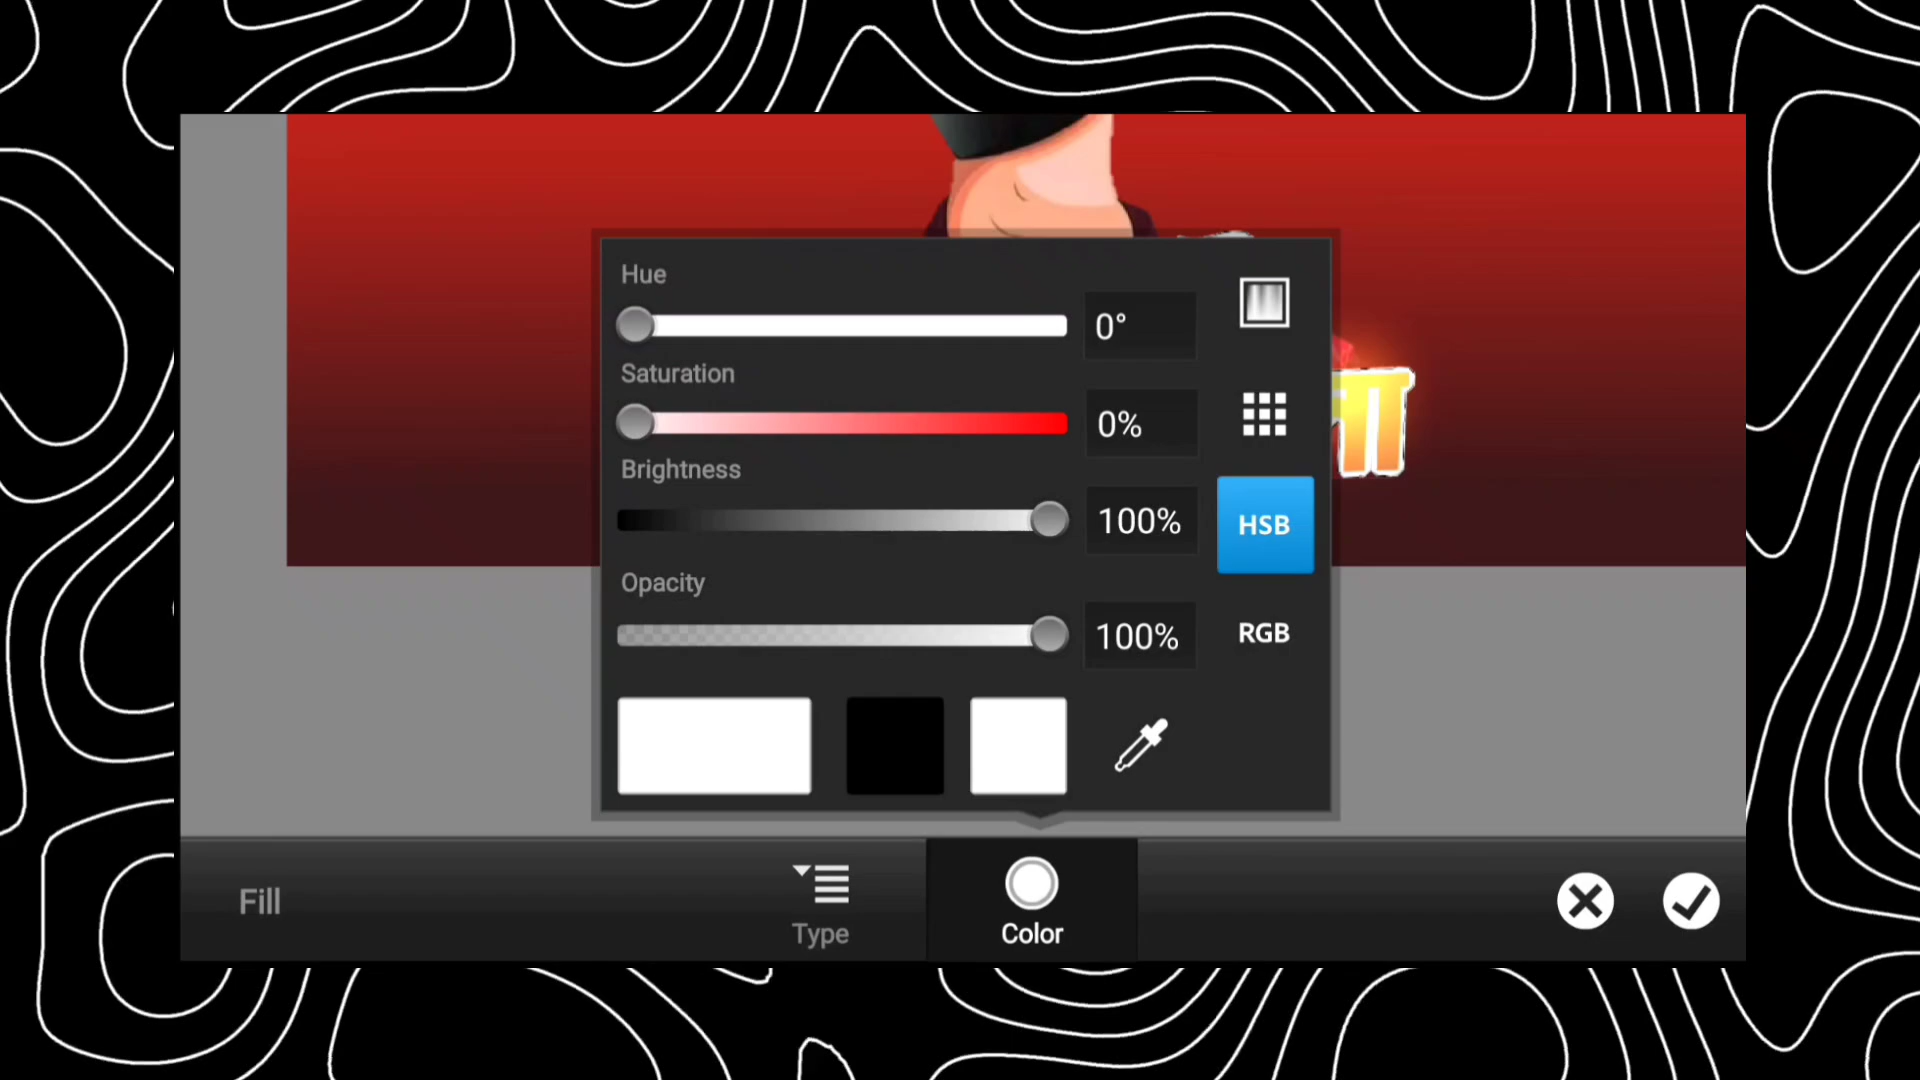 Hue
0°
Saturation
0%
Brightness
100%
HSB
Opacity
100%
RGB
Fill
Type
Color